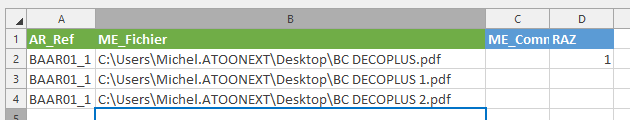 A B C D
1 AR_Ref ME_Fichier ME_Comm RAZ
2 BAAR01_1 C:\Users\Michel.ATOONEXT\Desktop\BC DECOPLUS.pdf 1
3 BAAR01_1 C:\Users\Michel.ATOONEXT\Desktop\BC DECOPLUS 1.pdf
4 BAAR01_1 C:\Users\Michel.ATOONEXT\Desktop\BC DECOPLUS 2.pdf
5